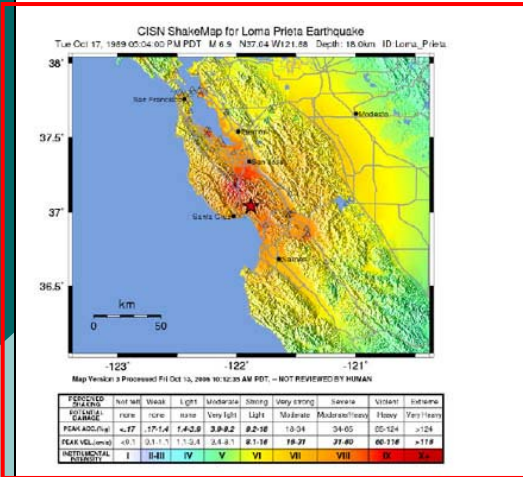 CISN ShakeMap for Loma Prieta Earthquake
Tue Oct 17, 1989 05:04:00 PM PDT M 6.9 N37.04 W121.88 Depth: 18.0km ID:Loma_Prieta
38˚
San Francisco
Modesto
37.5˚
San Jose
37˚
Santa Cruz
Salinas
36.5˚
km
0 50
-123˚ -122˚ -121˚
Map Version 3 Processed Fri Oct 13, 2006 10:12:35 AM PDT, -- NOT REVIEWED BY HUMAN
PERCEIVED SHAKING Not felt Weak Light Moderate Strong Very strong Severe Violent Extreme
POTENTIAL DAMAGE none none none Very light Light Moderate Moderate/Heavy Heavy Very Heavy
PEAK ACC.(%g) <.17 .17-1.4 1.4-3.9 3.9-9.2 9.2-18 18-34 34-65 65-124 >124
PEAK VEL.(cm/s) <0.1 0.1-1.1 1.1-3.4 3.4-8.1 8.1-16 16-31 31-60 60-116 >116
INSTRUMENTAL INTENSITY I II-III IV V VI VII VIII IX X+